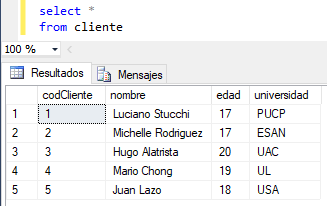 select *
from cliente
100 %
Resultados Mensajes
codCliente nombre edad universidad
1 1 Luciano Stucchi 17 PUCP
2 2 Michelle Rodriguez 17 ESAN
3 3 Hugo Alatrista 20 UAC
4 4 Mario Chong 19 UL
5 5 Juan Lazo 18 USA